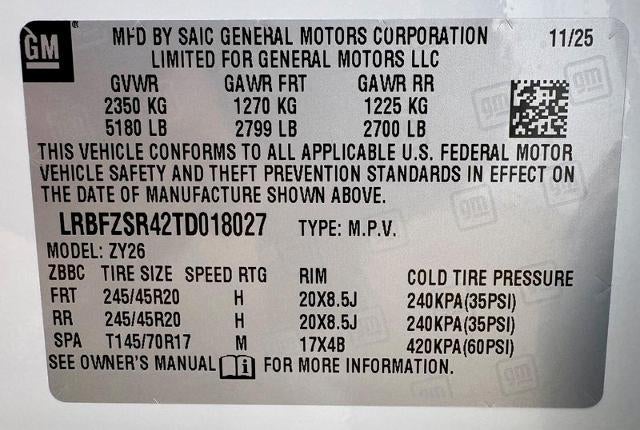 GM
MFD BY SAIC GENERAL MOTORS CORPORATION 11/25
LIMITED FOR GENERAL MOTORS LLC
GVWR GAWR FRT GAWR RR
2350 KG 1270 KG 1225 KG
5180 LB 2799 LB 2700 LB
THIS VEHICLE CONFORMS TO ALL APPLICABLE U.S. FEDERAL MOTOR
VEHICLE SAFETY AND THEFT PREVENTION STANDARDS IN EFFECT ON
THE DATE OF MANUFACTURE SHOWN ABOVE.
LRBFZSR42TD018027 TYPE: M.P.V.
MODEL: ZY26
ZBBC TIRE SIZE SPEED RTG RIM COLD TIRE PRESSURE
FRT 245/45R20 H 20X8.5J 240KPA(35PSI)
RR 245/45R20 H 20X8.5J 240KPA(35PSI)
SPA T145/70R17 M 17X4B 420KPA(60PSI)
SEE OWNER'S MANUAL i FOR MORE INFORMATION.